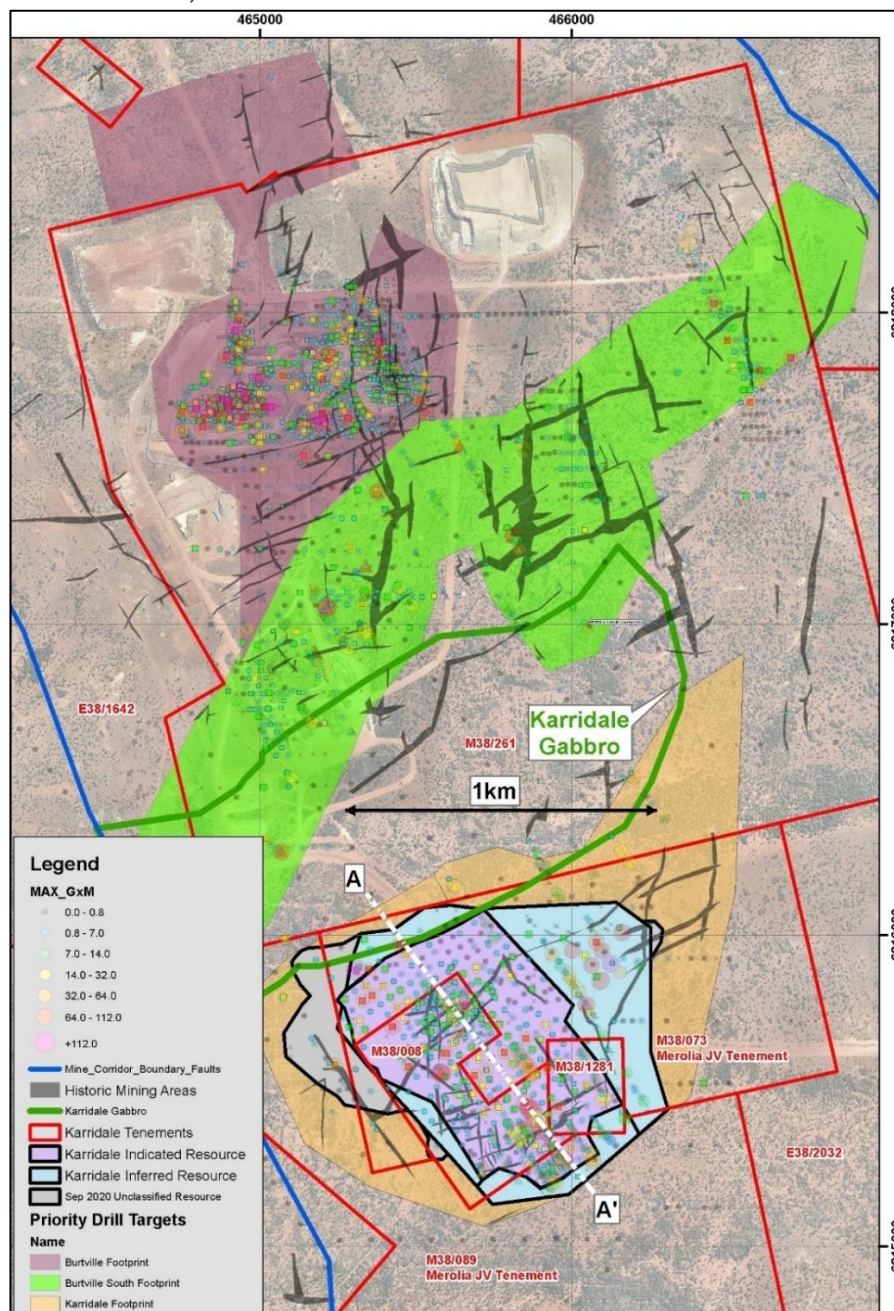 465000
466000
E38/1642
Karridale
Gabbro
M38/261
1km
A
M38/008
M38/073
Merolia JV Tenement
M38/1281
E38/2032
A'
M38/089
Merolia JV Tenement
Legend
MAX_GxM
0.0 - 0.8
0.8 - 7.0
7.0 - 14.0
14.0 - 32.0
32.0 - 64.0
64.0 - 112.0
+112.0
Mine_Corridor_Boundary_Faults
Historic Mining Areas
Karridale Gabbro
Karridale Tenements
Karridale Indicated Resource
Karridale Inferred Resource
Sep 2020 Unclassified Resource
Priority Drill Targets
Name
Burtville Footprint
Burtville South Footprint
Karridale Footprint